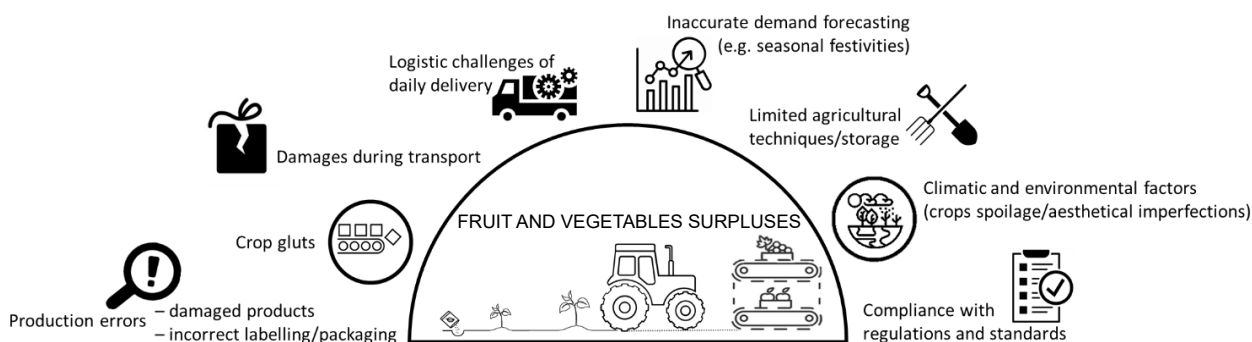 Inaccurate demand forecasting
(e.g. seasonal festivities)
Logistic challenges of
daily delivery
Limited agricultural
techniques/storage
Damages during transport
Climatic and environmental factors
(crops spoilage/aesthetical imperfections)
FRUIT AND VEGETABLES SURPLUSES
Crop gluts
Production errors
– damaged products
– incorrect labelling/packaging
Compliance with
regulations and standards